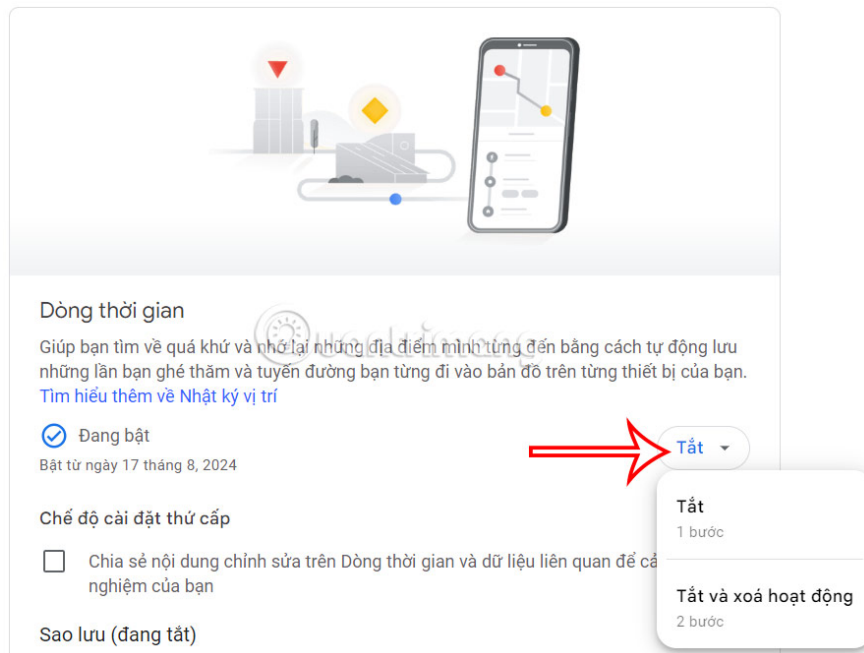 Dòng thời gian
Giúp bạn tìm về quá khứ và nhớ lại những địa điểm mình từng đến bằng cách tự động lưu
những lần bạn ghé thăm và tuyến đường bạn từng đi vào bản đồ trên từng thiết bị của bạn.
Tìm hiểu thêm về Nhật ký vị trí
Đang bật
Tắt
Bật từ ngày 17 tháng 8, 2024
Tắt
1 bước
Chế độ cài đặt thứ cấp
Chia sẻ nội dung chỉnh sửa trên Dòng thời gian và dữ liệu liên quan để
nghiệm của bạn
Tắt và xoá hoạt động
2 bước
Sao lưu (đang tắt)
Quantrimang